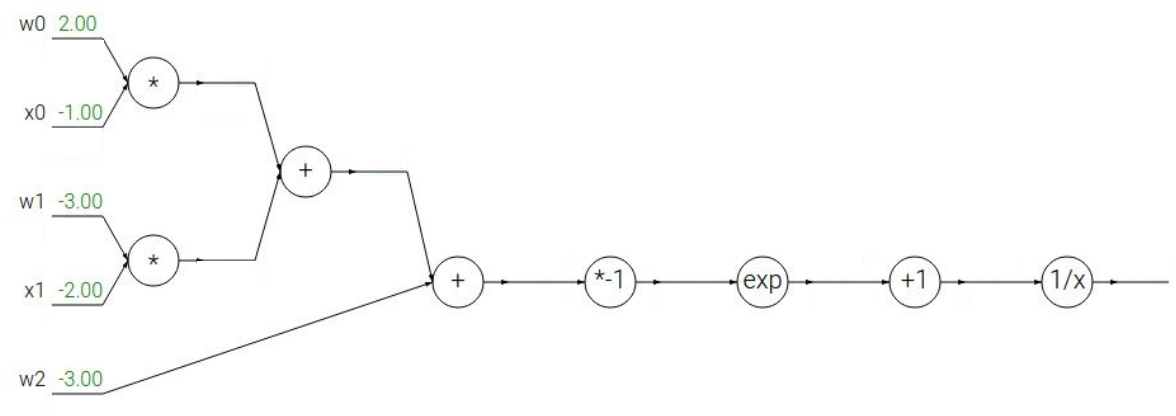 w0 2.00
*
x0 -1.00
+
w1 -3.00
*
x1 -2.00
+ *-1 exp +1 1/x
w2 -3.00